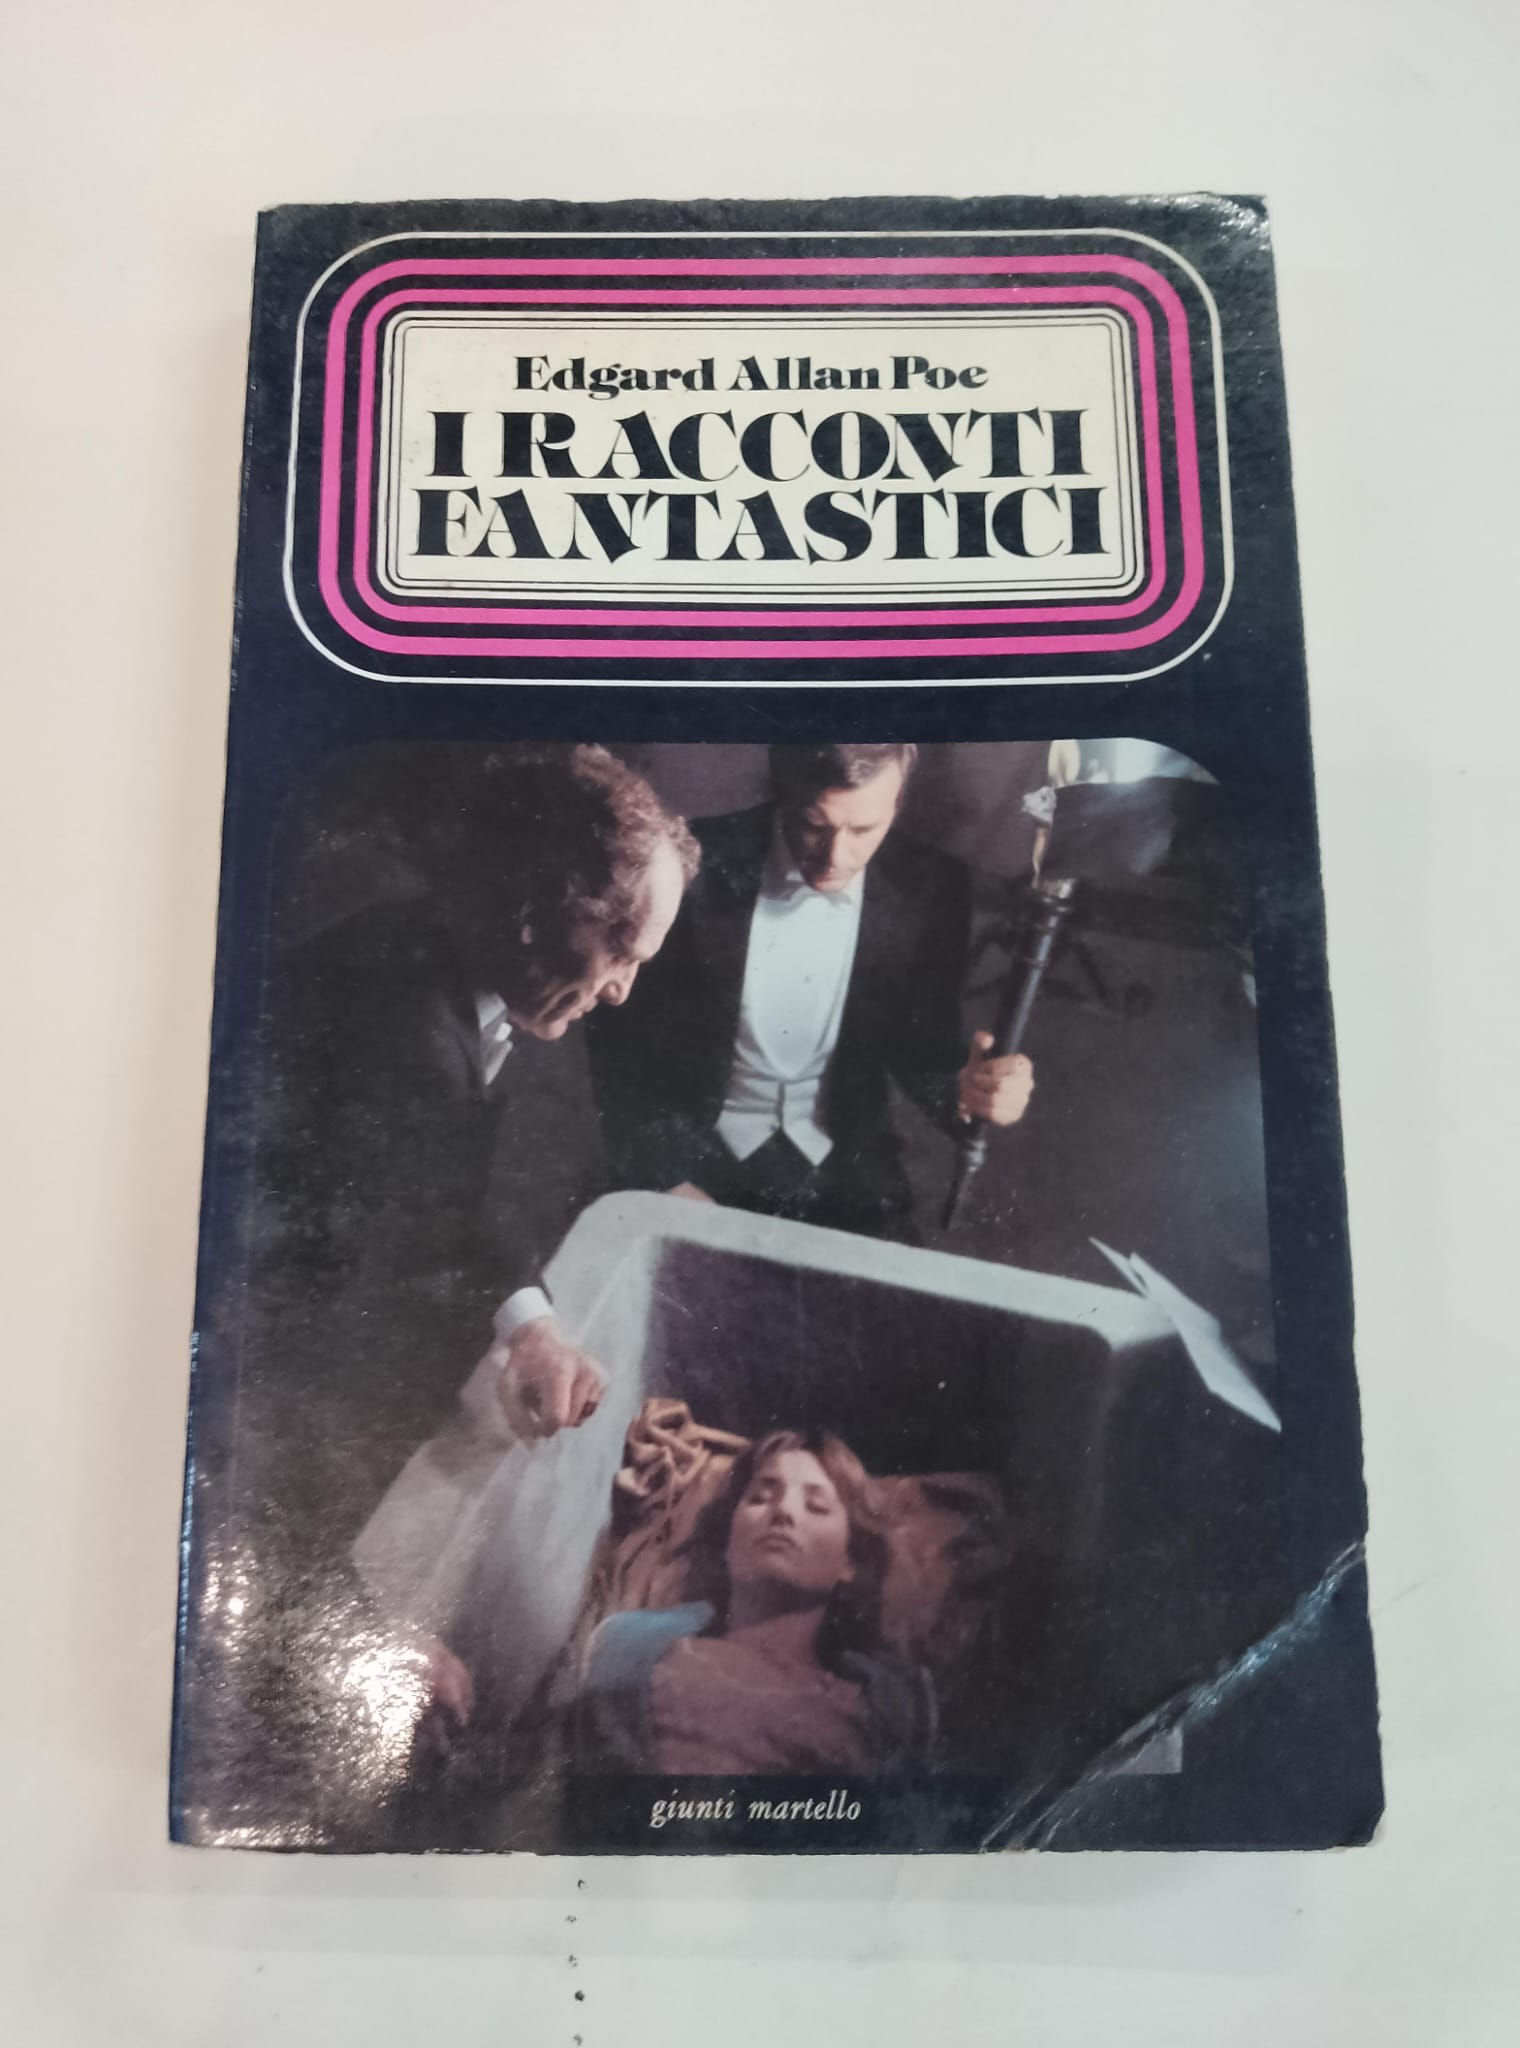 Edgard Allan Poe
I RACCONTI
FANTASTICI
giunti martello